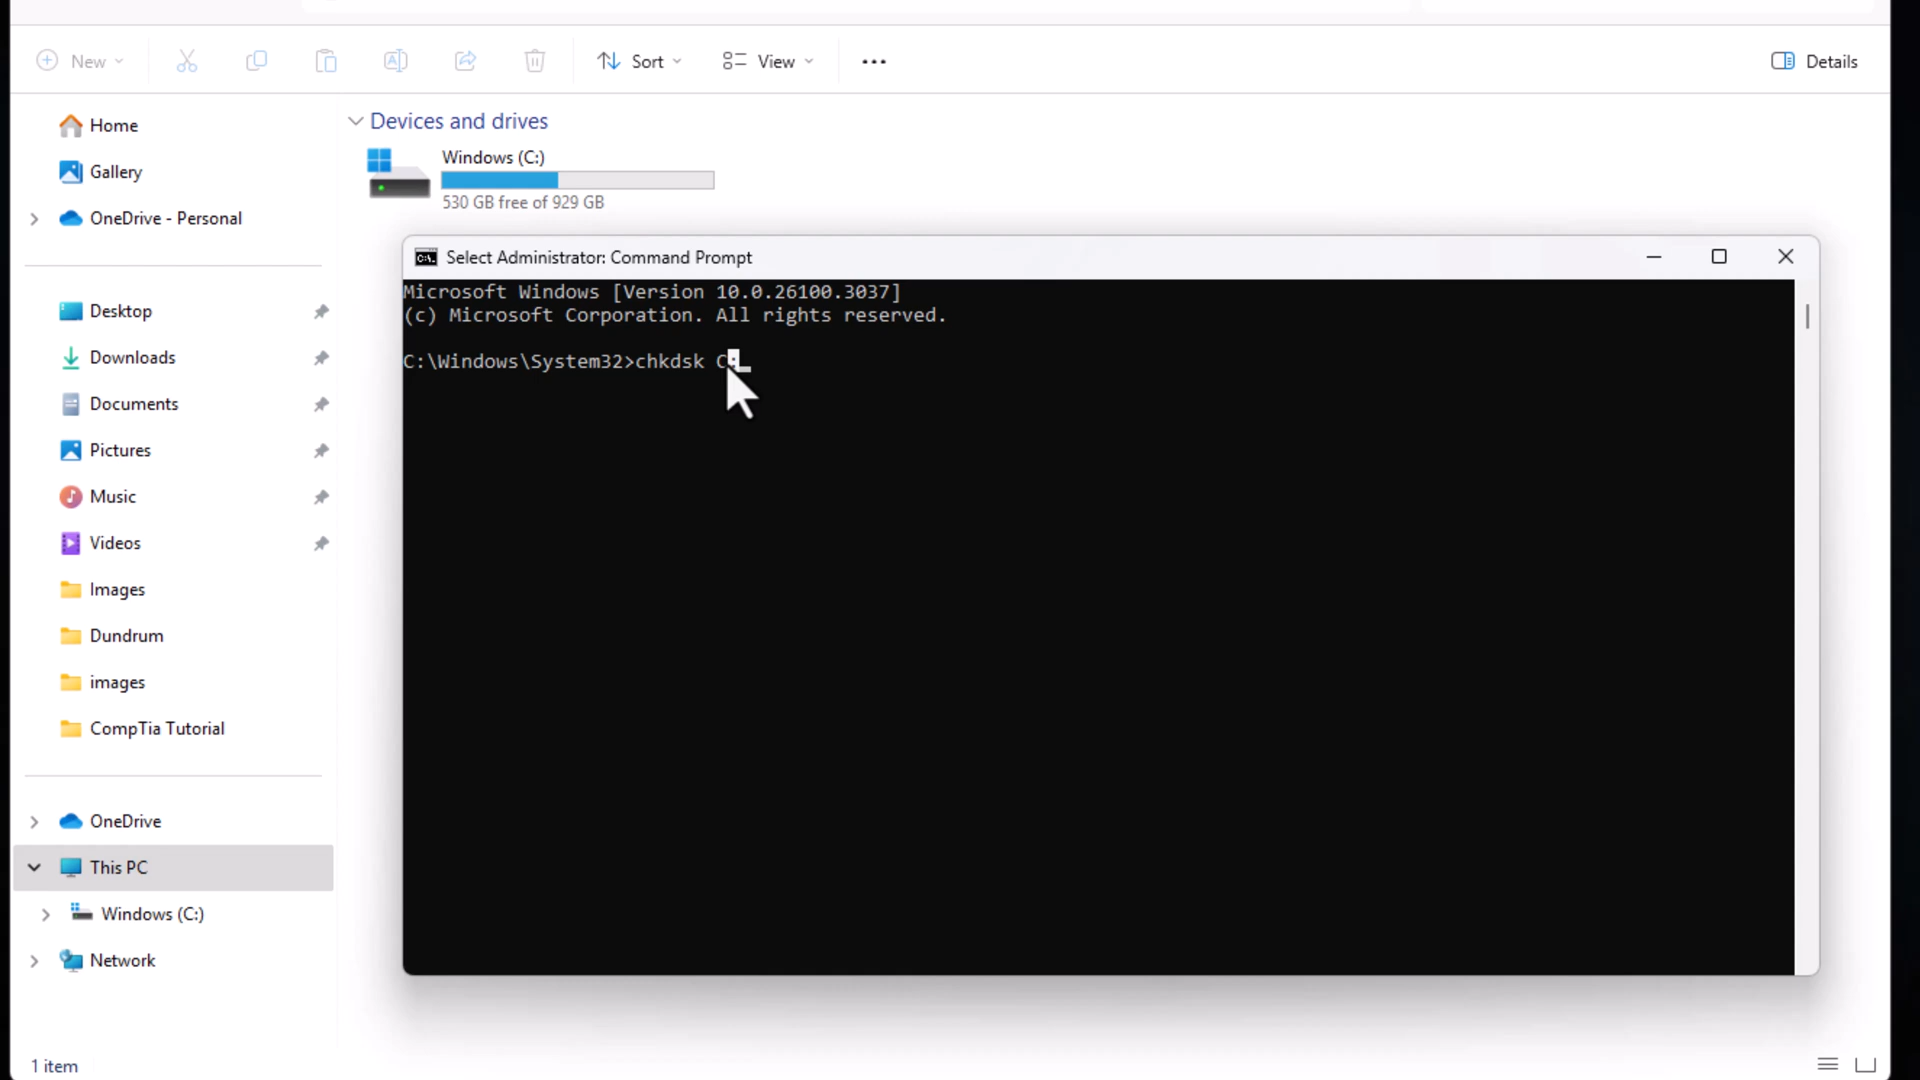 New
Sort
View
Details
Home
Gallery
OneDrive - Personal
Desktop
Downloads
Documents
Pictures
Music
Videos
Images
Dundrum
images
CompTia Tutorial
OneDrive
This PC
Windows (C:)
Network
1 item
Devices and drives
Windows (C:)
530 GB free of 929 GB
Select Administrator: Command Prompt
Microsoft Windows [Version 10.0.26100.3037]
(c) Microsoft Corporation. All rights reserved.
C:\Windows\System32>chkdsk C: